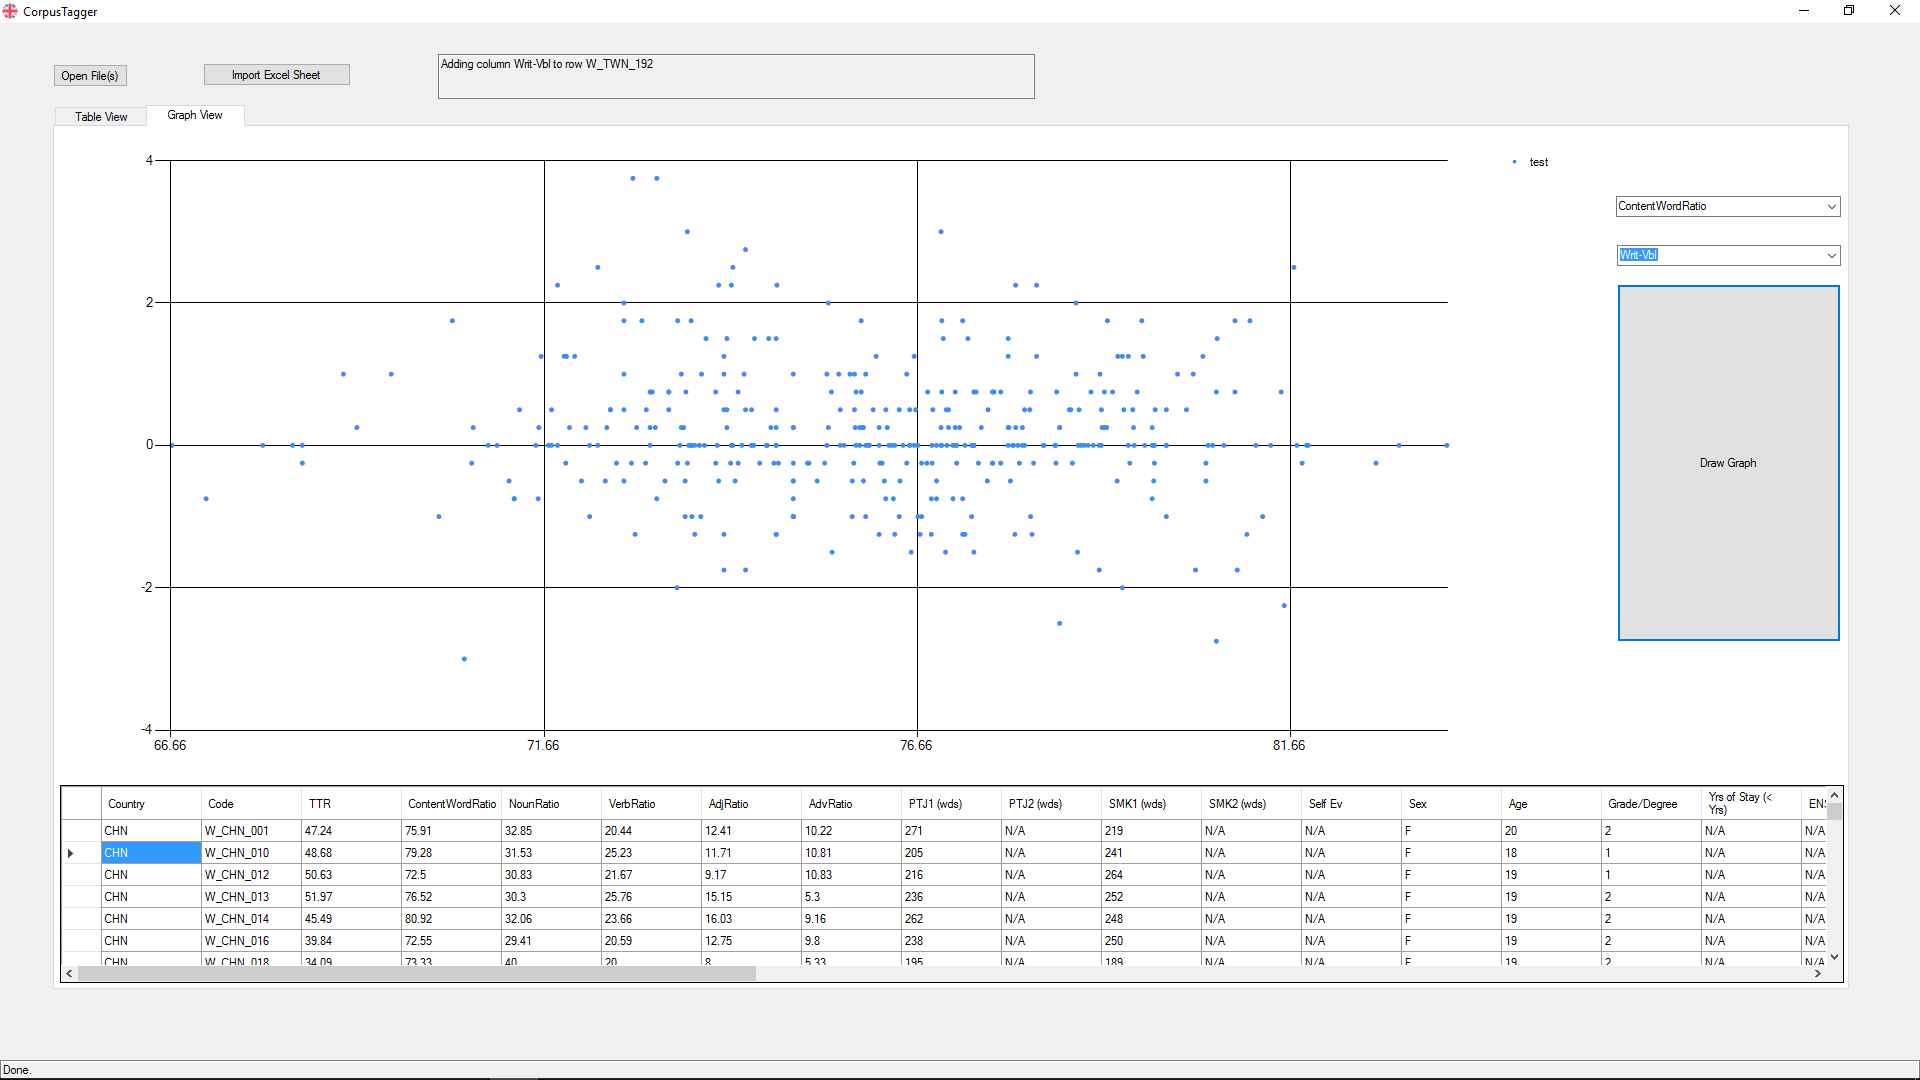 CorpusTagger
Open File(s)
Import Excel Sheet
Adding column Writ-Vbl to row W_TWN_192
Table View
Graph View
4
2
0
-2
-4
66.66
71.66
76.66
81.66
test
ContentWordRatio
Writ-Vbl
Draw Graph
Country Code TTR ContentWordRatio NounRatio VerbRatio AdjRatio AdvRatio PTJ1 (wds) PTJ2 (wds) SMK1 (wds) SMK2 (wds) Self Ev Sex Age Grade/Degree Yrs of Stay (< Yrs) ENS
CHN W_CHN_001 47.24 75.91 32.85 20.44 12.41 10.22 271 N/A 219 N/A N/A F 20 2 N/A N/A
CHN W_CHN_010 48.68 79.28 31.53 25.23 11.71 10.81 205 N/A 241 N/A N/A F 18 1 N/A N/A
CHN W_CHN_012 50.63 72.5 30.83 21.67 9.17 10.83 216 N/A 264 N/A N/A F 19 1 N/A N/A
CHN W_CHN_013 51.97 76.52 30.3 25.76 15.15 5.3 236 N/A 252 N/A N/A F 19 2 N/A N/A
CHN W_CHN_014 45.49 80.92 32.06 23.66 16.03 9.16 262 N/A 248 N/A N/A F 19 2 N/A N/A
CHN W_CHN_016 39.84 72.55 29.41 20.59 12.75 9.8 238 N/A 250 N/A N/A F 19 2 N/A N/A
CHN W_CHN_018 34.09 73.33 40 20 8 5.33 195 N/A 189 N/A N/A F 19 2 N/A N/A
Done.